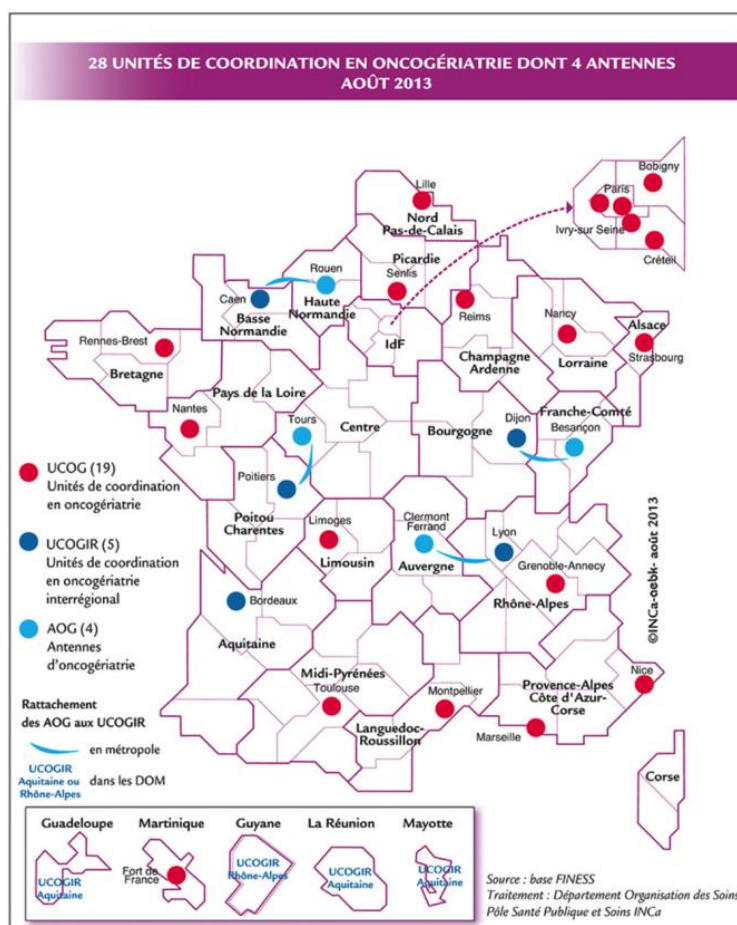 28 UNITÉS DE COORDINATION EN ONCOGÉRIATRIE DONT 4 ANTENNES
AOÛT 2013
Bobigny
Paris
Ivry-sur Seine
Créteil
Lille
Nord
Pas-de-Calais
Picardie
Senlis
Rouen
Haute
Normandie
Caen
Basse
Normandie
IdF
Reims
Champagne
Ardenne
Nancy
Lorraine
Alsace
Strasbourg
Rennes-Brest
Bretagne
Pays de la Loire
Nantes
Tours
Centre
Bourgogne
Dijon
Franche-Comté
Besançon
Poitiers
Poitou
Charentes
Limoges
Limousin
Clermont
Ferrand
Auvergne
Lyon
Grenoble-Annecy
Rhône-Alpes
Bordeaux
Aquitaine
Midi-Pyrénées
Toulouse
Montpellier
Languedoc-
Roussillon
Provence-Alpes
Côte d'Azur-
Corse
Nice
Marseille
Corse
©INCa-oebk- août 2013
UCOG (19)
Unités de coordination
en oncogériatrie
UCOGIR (5)
Unités de coordination
en oncogériatrie
interrégional
AOG (4)
Antennes
d'oncogériatrie
Rattachement
des AOG aux UCOGIR
en métropole
UCOGIR
Aquitaine ou
Rhône-Alpes
dans les DOM
Guadeloupe
UCOGIR
Aquitaine
Martinique
Fort de
France
Guyane
UCOGIR
Rhône-Alpes
La Réunion
UCOGIR
Aquitaine
Mayotte
UCOGIR
Aquitaine
Source : base FINESS
Traitement : Département Organisation des Soins
Pôle Santé Publique et Soins INCa